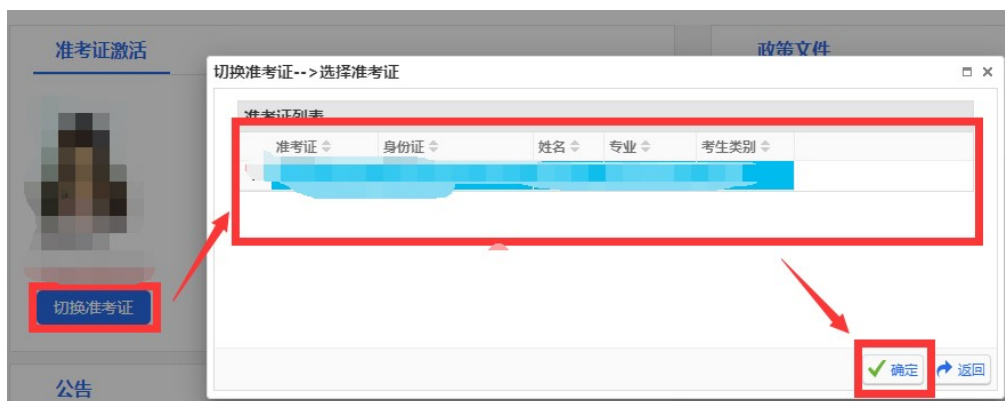 准考证激活
政策文件
切换准考证-->选择准考证
准考证列表
准考证 身份证 姓名 专业 考生类别
切换准考证
确定 返回
公告